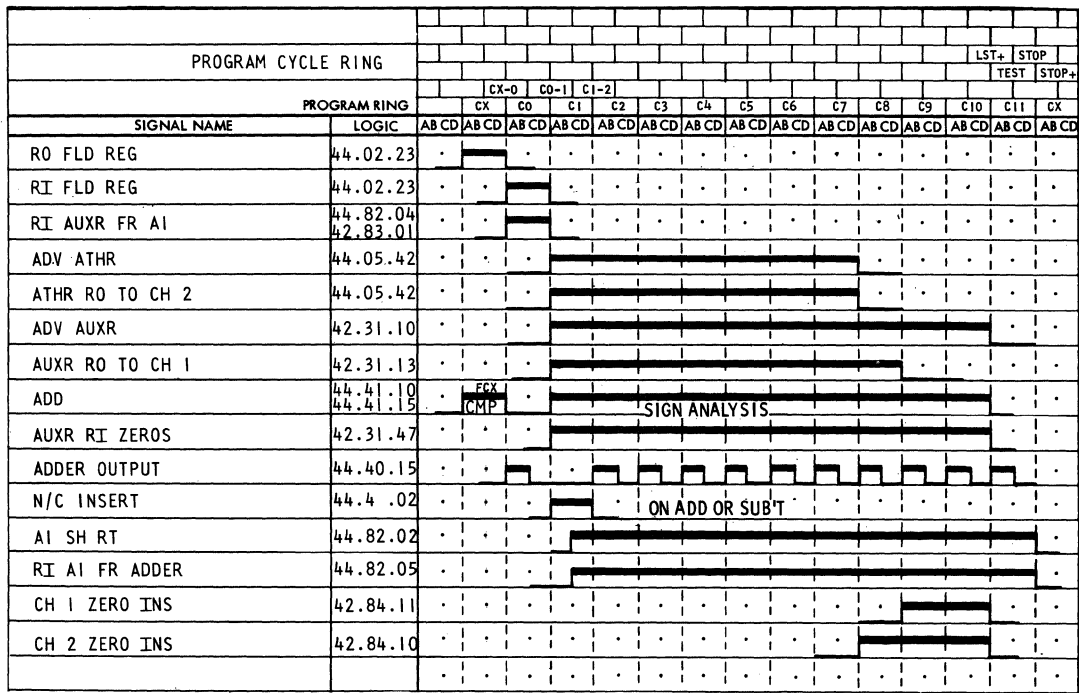 PROGRAM CYCLE RING
LST+ STOP
TEST STOP+
CX-0 C0-1 C1-2
PROGRAM RING CX C0 C1 C2 C3 C4 C5 C6 C7 C8 C9 C10 C11 CX
SIGNAL NAME LOGIC AB CD AB CD AB CD AB CD AB CD AB CD AB CD AB CD AB CD AB CD AB CD AB CD AB CD AB CD AB CD
RO FLD REG 44.02.23
RI FLD REG 44.02.23
RI AUXR FR AI 44.82.04
42.83.01
ADV ATHR 44.05.42
ATHR RO TO CH 2 44.05.42
ADV AUXR 42.31.10
AUXR RO TO CH 1 42.31.13
ADD 44.41.10 FCX
44.41.15 CMP SIGN ANALYSIS
AUXR RI ZEROS 42.31.47
ADDER OUTPUT 44.40.15
N/C INSERT 44.4 .02 ON ADD OR SUB'T
AI SH RT 44.82.02
RI AI FR ADDER 44.82.05
CH 1 ZERO INS 42.84.11
CH 2 ZERO INS 42.84.10